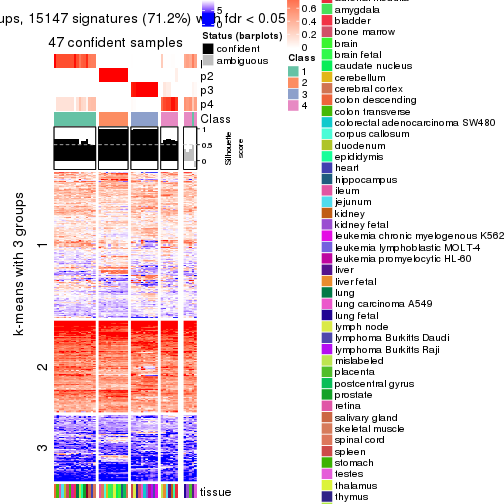 ups, 15147 signatures (71.2%) with fdr < 0.05
47 confident samples
p2
p3
p4
Class
1
0.5
0
Silhouette
score
k-means with 3 groups
1
2
3
tissue
5
0
Status (barplots)
confident
ambiguous
0.6
0.4
0.2
0
Class
1
2
3
4
amygdala
bladder
bone marrow
brain
brain fetal
caudate nucleus
cerebellum
cerebral cortex
colon descending
colon transverse
colorectal adenocarcinoma SW480
corpus callosum
duodenum
epididymis
heart
hippocampus
ileum
jejunum
kidney
kidney fetal
leukemia chronic myelogenous K562
leukemia lymphoblastic MOLT-4
leukemia promyelocytic HL-60
liver
liver fetal
lung
lung carcinoma A549
lung fetal
lymph node
lymphoma Burkitts Daudi
lymphoma Burkitts Raji
mislabeled
placenta
postcentral gyrus
prostate
retina
salivary gland
skeletal muscle
spinal cord
spleen
stomach
testes
thalamus
thymus